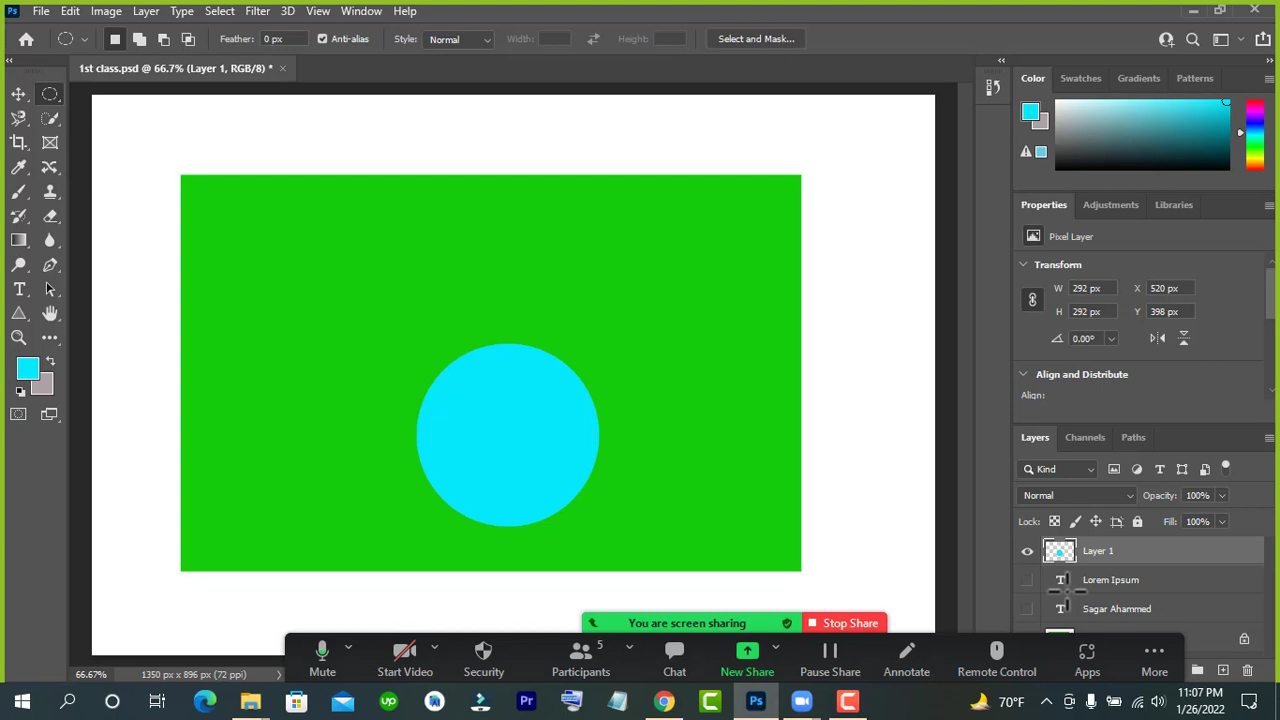 Ps File Edit Image Layer Type Select Filter 3D View Window Help
Feather: 0 px Anti-alias Style: Normal Width: Height: Select and Mask...
1st class.psd @ 66.7% (Layer 1, RGB/8) *
Color Swatches Gradients Patterns
Properties Adjustments Libraries
Pixel Layer
Transform
W 292 px X 520 px
H 292 px Y 398 px
0.00°
Align and Distribute
Align:
Layers Channels Paths
Kind
Normal Opacity: 100%
Lock: Fill: 100%
Layer 1
T Lorem Ipsum
T Sagar Ahammed
You are screen sharing Stop Share
5
Mute Start Video Security Participants Chat New Share Pause Share Annotate Remote Control Apps More
66.67% 1350 px x 896 px (72 ppi)
up Pr C Ps 70°F
11:07 PM
1/26/2022